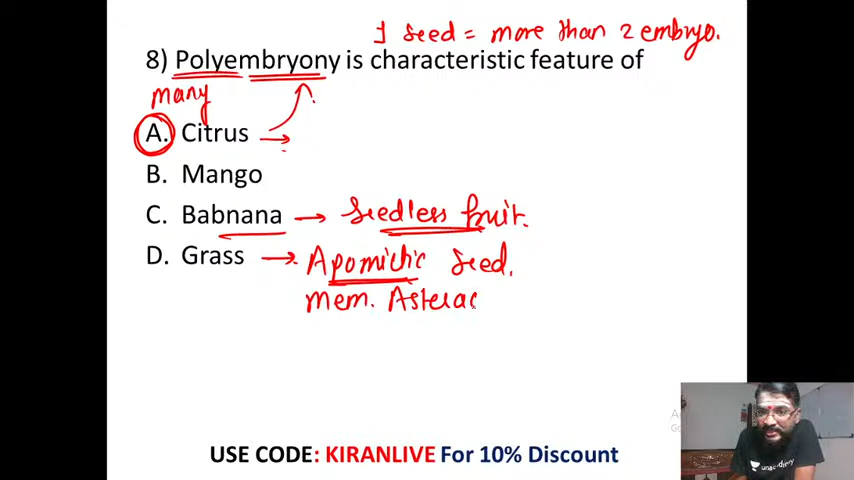 1 seed = more than 2 embryo.
8) Polyembryony is characteristic feature of
many
A. Citrus →
B. Mango
C. Babnana → Seedless fruit.
D. Grass → Apomictic seed.
mem. Asterac
USE CODE: KIRANLIVE For 10% Discount
unacademy